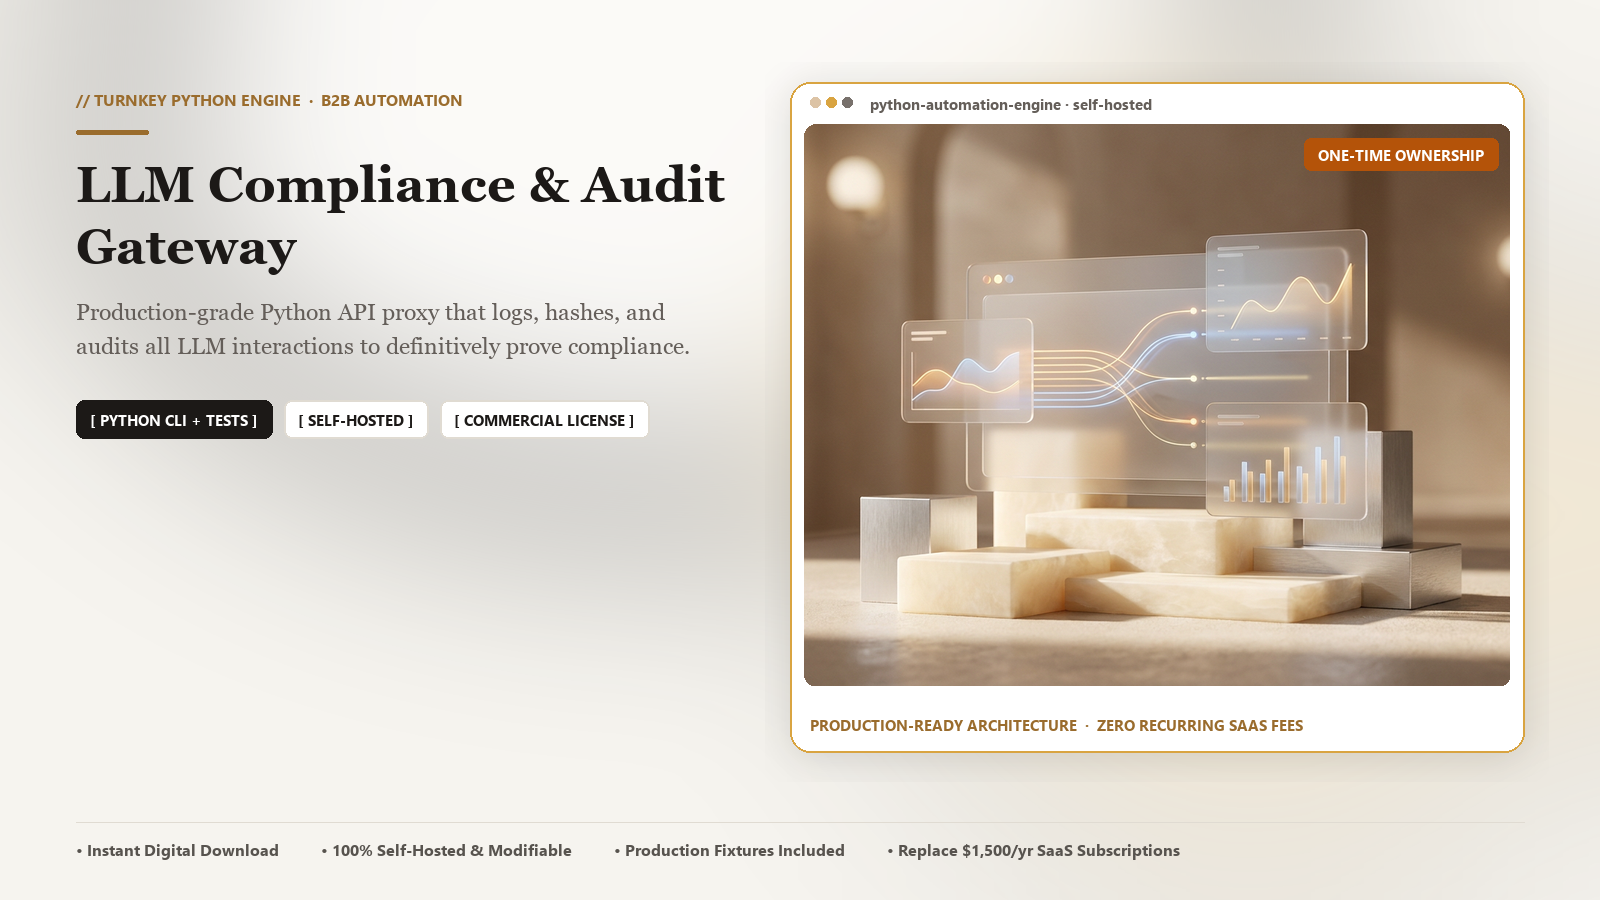 // TURNKEY PYTHON ENGINE · B2B AUTOMATION
LLM Compliance & Audit
Gateway
Production-grade Python API proxy that logs, hashes, and
audits all LLM interactions to definitively prove compliance.
[ PYTHON CLI + TESTS ]
[ SELF-HOSTED ]
[ COMMERCIAL LICENSE ]
python-automation-engine · self-hosted
ONE-TIME OWNERSHIP
PRODUCTION-READY ARCHITECTURE · ZERO RECURRING SAAS FEES
• Instant Digital Download
• 100% Self-Hosted & Modifiable
• Production Fixtures Included
• Replace $1,500/yr SaaS Subscriptions